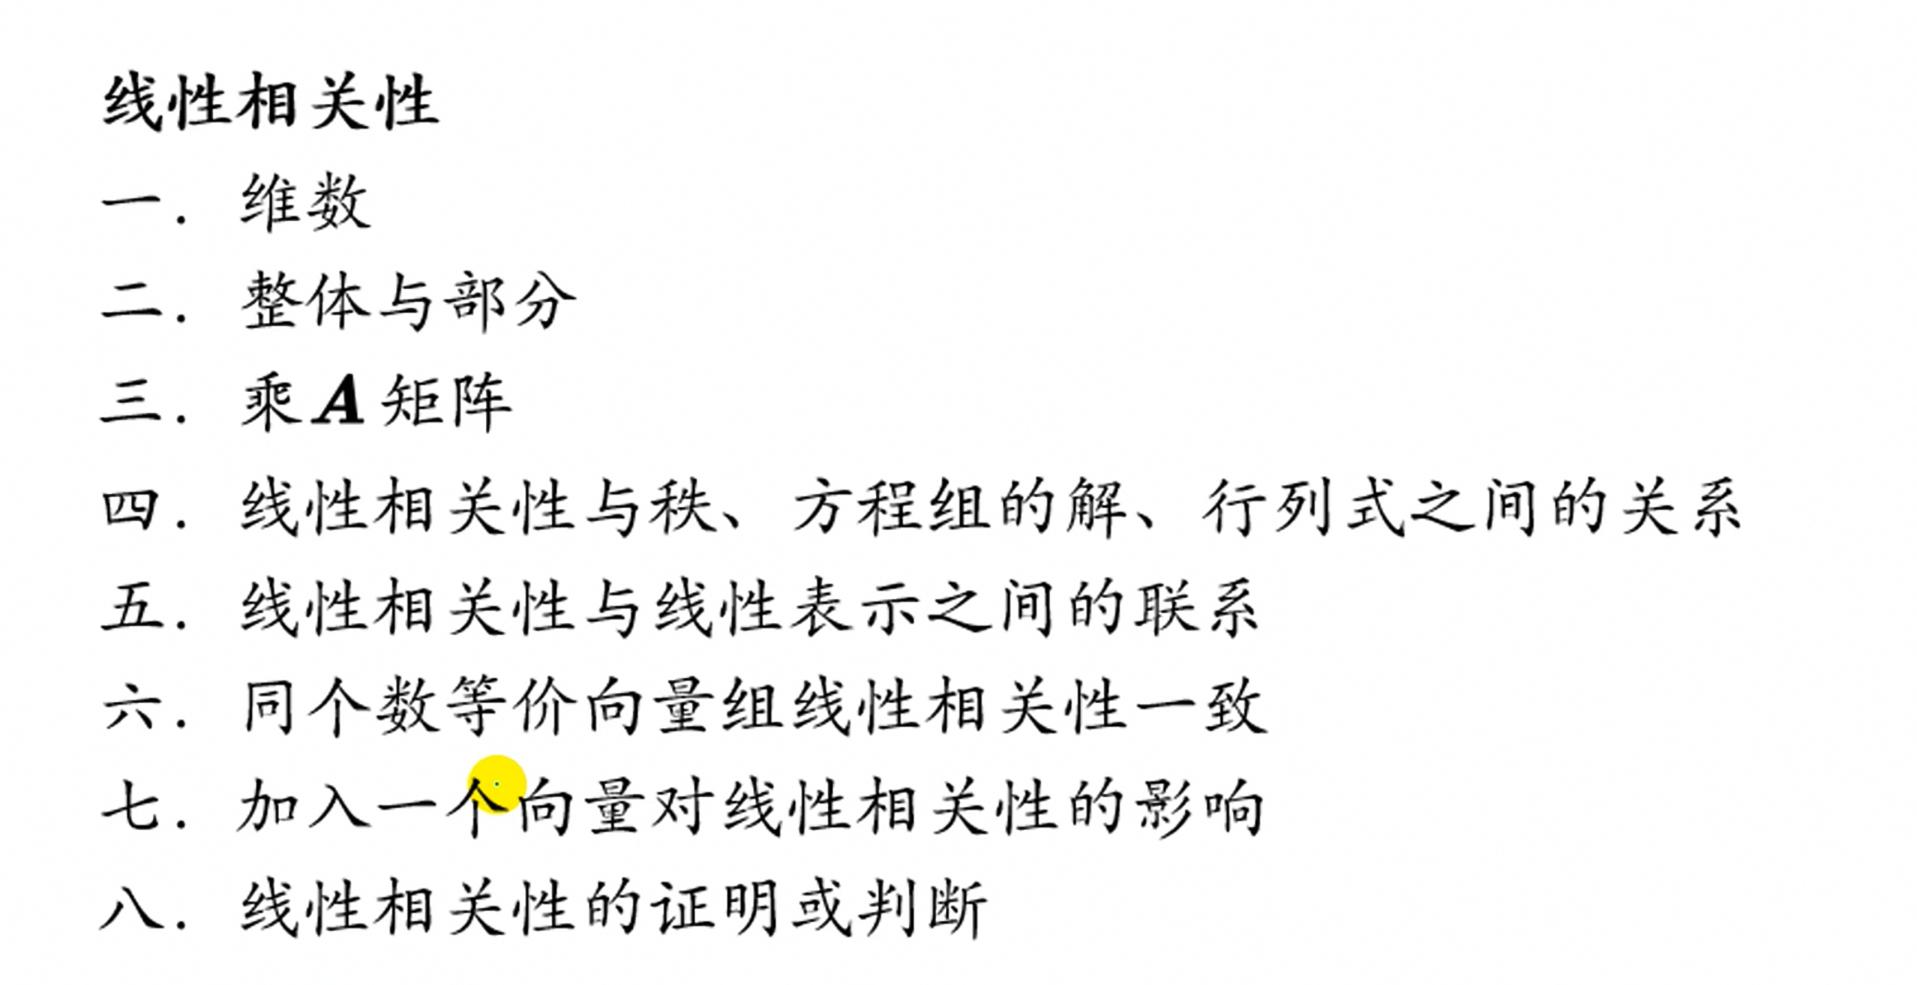 线性相关性
一. 维数
二. 整体与部分
三. 乘A矩阵
四. 线性相关性与秩、方程组的解、行列式之间的关系
五. 线性相关性与线性表示之间的联系
六. 同个数等价向量组线性相关性一致
七. 加入一个向量对线性相关性的影响
八. 线性相关性的证明或判断